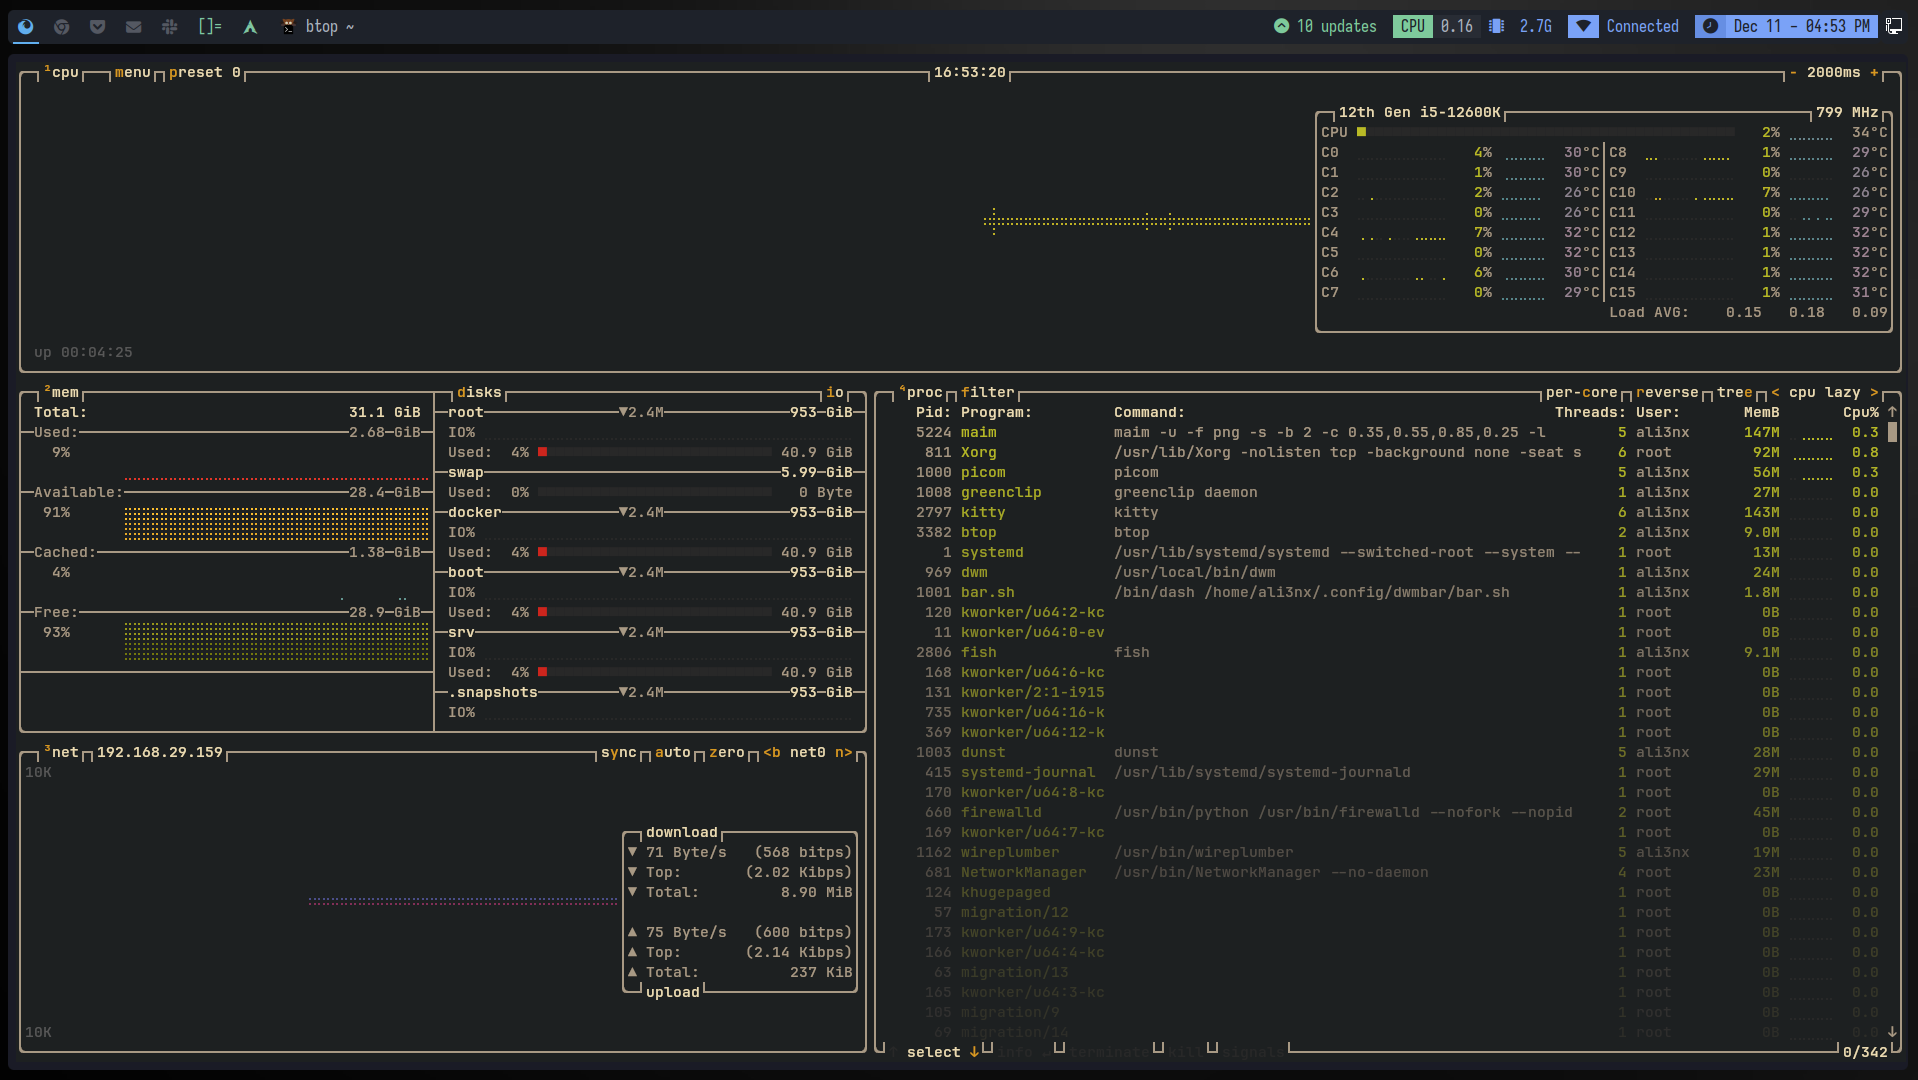 []= btop ~ 10 updates CPU 0.16 2.7G Connected Dec 11 - 04:53 PM
¹cpu menu preset 0 16:53:20 - 2000ms +
12th Gen i5-12600K 799 MHz
CPU 2% 34°C
C0 4% 30°C C8 1% 29°C
C1 1% 30°C C9 0% 26°C
C2 2% 26°C C10 7% 26°C
C3 0% 26°C C11 0% 29°C
C4 7% 32°C C12 1% 32°C
C5 0% 32°C C13 1% 32°C
C6 6% 30°C C14 1% 32°C
C7 0% 29°C C15 1% 31°C
Load AVG: 0.15 0.18 0.09
up 00:04:25
²mem
Total: 31.1 GiB
Used: 2.68 GiB
9%
Available: 28.4 GiB
91%
Cached: 1.38 GiB
4%
Free: 28.9 GiB
93%
disks io
root ▼2.4M 953 GiB
IO%
Used: 4% 40.9 GiB
swap 5.99 GiB
Used: 0% 0 Byte
docker ▼2.4M 953 GiB
IO%
Used: 4% 40.9 GiB
boot ▼2.4M 953 GiB
IO%
Used: 4% 40.9 GiB
srv ▼2.4M 953 GiB
IO%
Used: 4% 40.9 GiB
.snapshots ▼2.4M 953 GiB
IO%
³net 192.168.29.159 sync auto zero <b net0 n>
10K
download
▼ 71 Byte/s (568 bitps)
▼ Top: (2.02 Kibps)
▼ Total: 8.90 MiB
▲ 75 Byte/s (600 bitps)
▲ Top: (2.14 Kibps)
▲ Total: 237 KiB
upload
10K
⁴proc filter per-core reverse tree < cpu lazy >
Pid: Program: Command: Threads: User: MemB Cpu% ↑
5224 maim maim -u -f png -s -b 2 -c 0.35,0.55,0.85,0.25 -l 5 ali3nx 147M 0.3
811 Xorg /usr/lib/Xorg -nolisten tcp -background none -seat s 6 root 92M 0.8
1000 picom picom 5 ali3nx 56M 0.3
1008 greenclip greenclip daemon 1 ali3nx 27M 0.0
2797 kitty kitty 6 ali3nx 143M 0.0
3382 btop btop 2 ali3nx 9.0M 0.0
1 systemd /usr/lib/systemd/systemd --switched-root --system -- 1 root 13M 0.0
969 dwm /usr/local/bin/dwm 1 ali3nx 24M 0.0
1001 bar.sh /bin/dash /home/ali3nx/.config/dwmbar/bar.sh 1 ali3nx 1.8M 0.0
120 kworker/u64:2-kc 1 root 0B 0.0
11 kworker/u64:0-ev 1 root 0B 0.0
2806 fish fish 1 ali3nx 9.1M 0.0
168 kworker/u64:6-kc 1 root 0B 0.0
131 kworker/2:1-i915 1 root 0B 0.0
735 kworker/u64:16-k 1 root 0B 0.0
369 kworker/u64:12-k 1 root 0B 0.0
1003 dunst dunst 5 ali3nx 28M 0.0
415 systemd-journal /usr/lib/systemd/systemd-journald 1 root 29M 0.0
170 kworker/u64:8-kc 1 root 0B 0.0
660 firewalld /usr/bin/python /usr/bin/firewalld --nofork --nopid 2 root 45M 0.0
169 kworker/u64:7-kc 1 root 0B 0.0
1162 wireplumber /usr/bin/wireplumber 5 ali3nx 19M 0.0
681 NetworkManager /usr/bin/NetworkManager --no-daemon 4 root 23M 0.0
124 khugepaged 1 root 0B 0.0
57 migration/12 1 root 0B 0.0
173 kworker/u64:9-kc 1 root 0B 0.0
166 kworker/u64:4-kc 1 root 0B 0.0
63 migration/13 1 root 0B 0.0
165 kworker/u64:3-kc 1 root 0B 0.0
105 migration/9 1 root 0B 0.0
69 migration/14 1 root 0B 0.0 ↓
↑ select ↓ info terminate kill signals 0/342